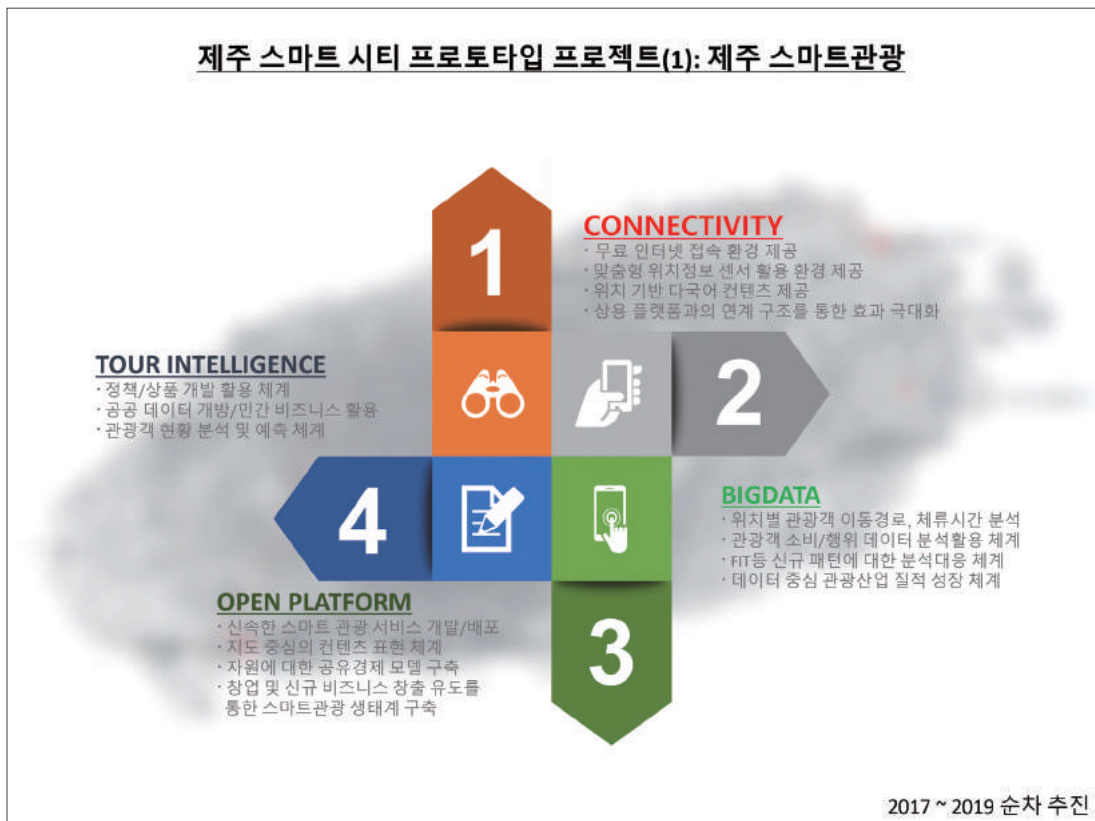 제주 스마트 시티 프로토타입 프로젝트(1): 제주 스마트관광
1
CONNECTIVITY
· 무료 인터넷 접속 환경 제공
· 맞춤형 위치정보 센서 활용 환경 제공
· 위치 기반 다국어 컨텐츠 제공
· 상용 플랫폼과의 연계 구조를 통한 효과 극대화
2
TOUR INTELLIGENCE
· 정책/상품 개발 활용 체계
· 공공 데이터 개방/민간 비즈니스 활용
· 관광객 현황 분석 및 예측 체계
4
BIGDATA
· 위치별 관광객 이동경로, 체류시간 분석
· 관광객 소비/행위 데이터 분석활용 체계
· FIT등 신규 패턴에 대한 분석대응 체계
· 데이터 중심 관광산업 질적 성장 체계
3
OPEN PLATFORM
· 신속한 스마트 관광 서비스 개발/배포
· 지도 중심의 컨텐츠 표현 체계
· 자원에 대한 공유경제 모델 구축
· 창업 및 신규 비즈니스 창출 유도를
통한 스마트관광 생태계 구축
2017 ~ 2019 순차 추진